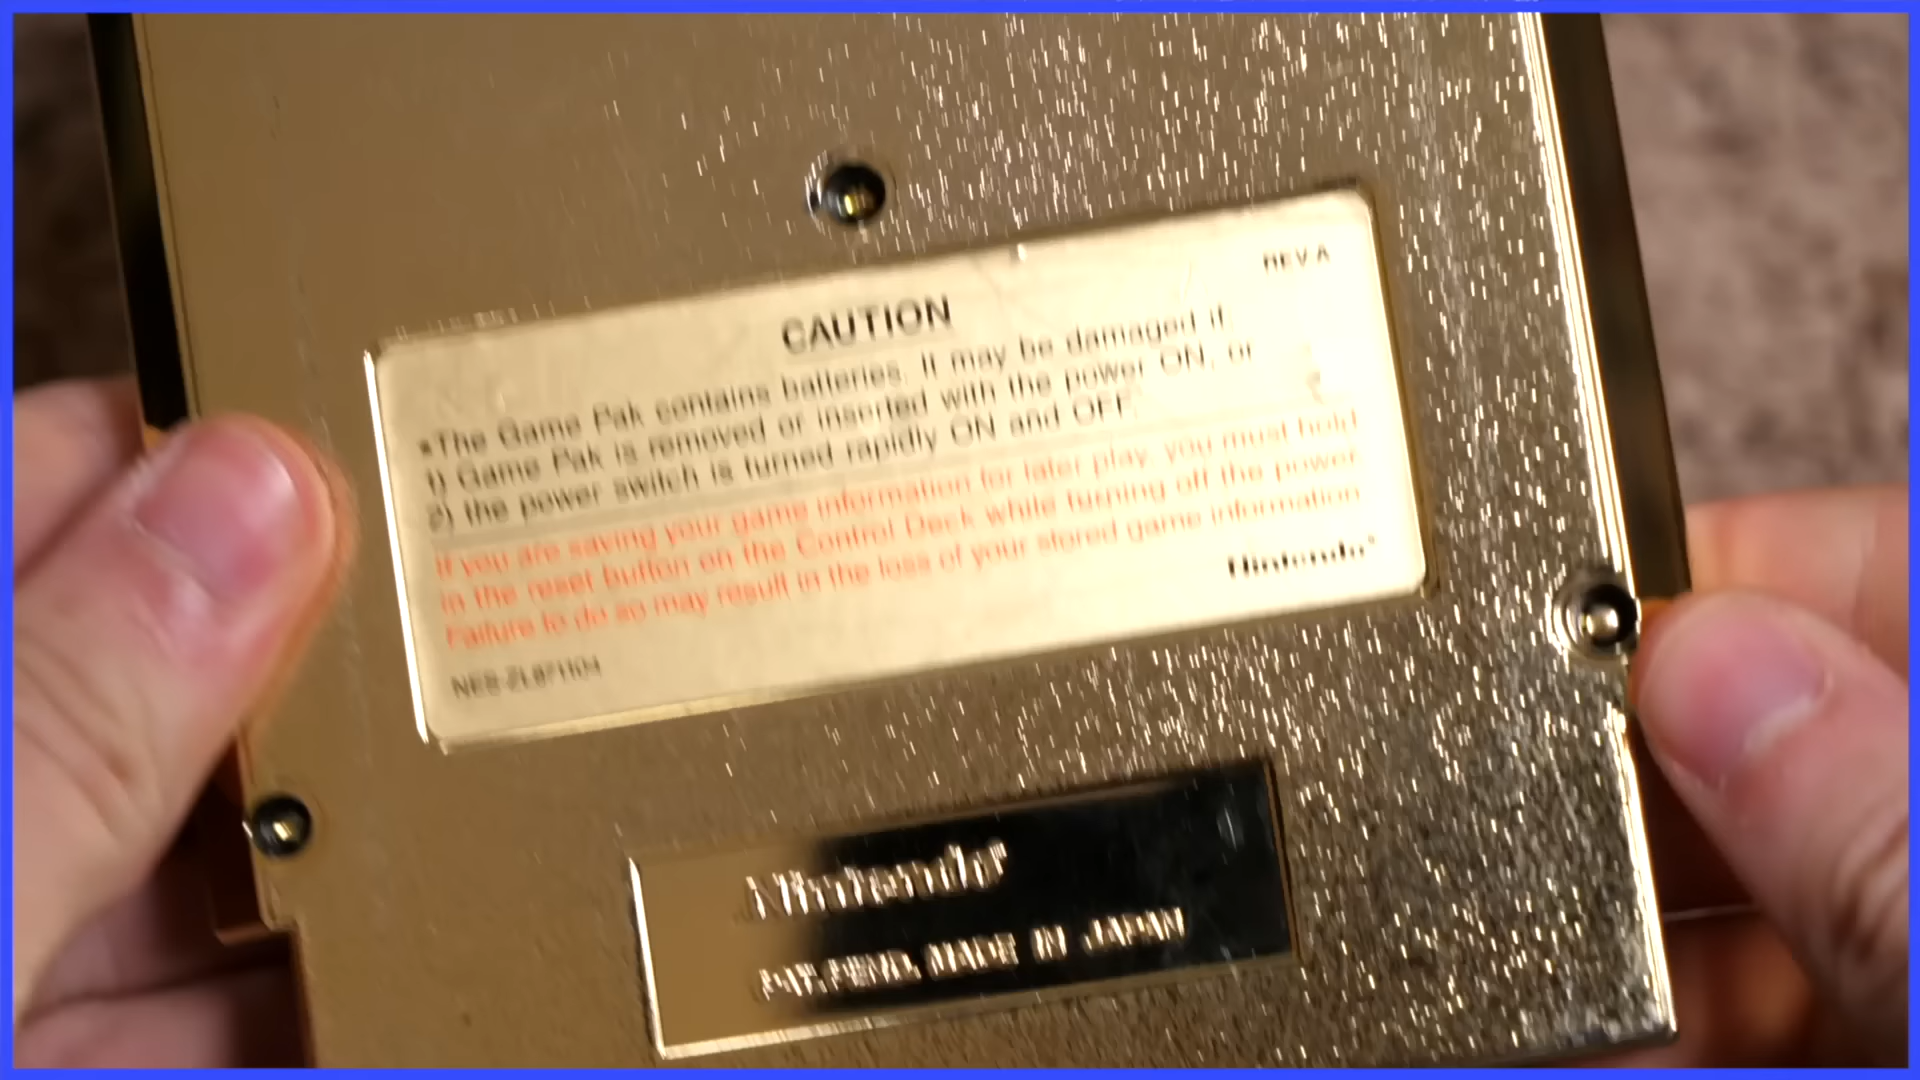 REV-A
CAUTION
•The Game Pak contains batteries. It may be damaged if
1) Game Pak is removed or inserted with the power ON, or
2) the power switch is turned rapidly ON and OFF.
If you are saving your game information for later play, you must hold
in the reset button on the Control Deck while turning off the power.
Failure to do so may result in the loss of your stored game information.
Nintendo®
Nintendo®
PAT. PEND. MADE IN JAPAN